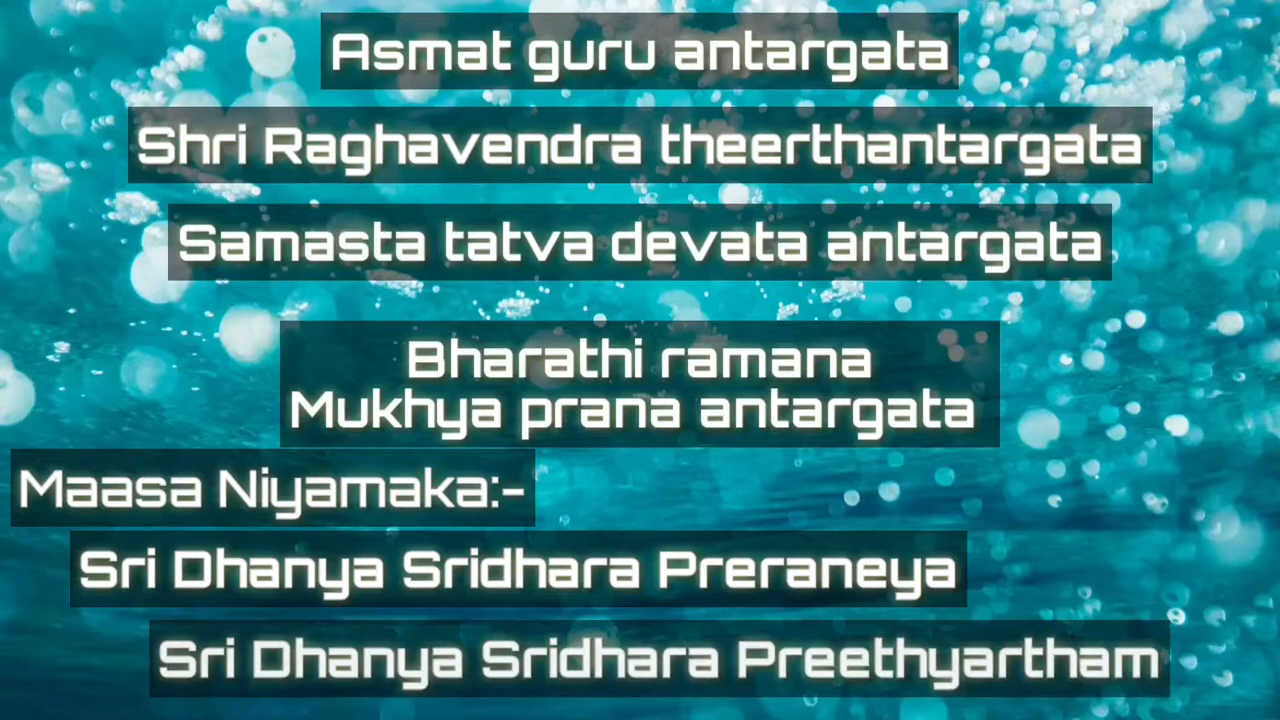 Asmat guru antargata
Shri Raghavendra theerthantargata
Samasta tatva devata antargata
Bharathi ramana
Mukhya prana antargata
Maasa Niyamaka:-
Sri Dhanya Sridhara Preraneya
Sri Dhanya Sridhara Preethyartham